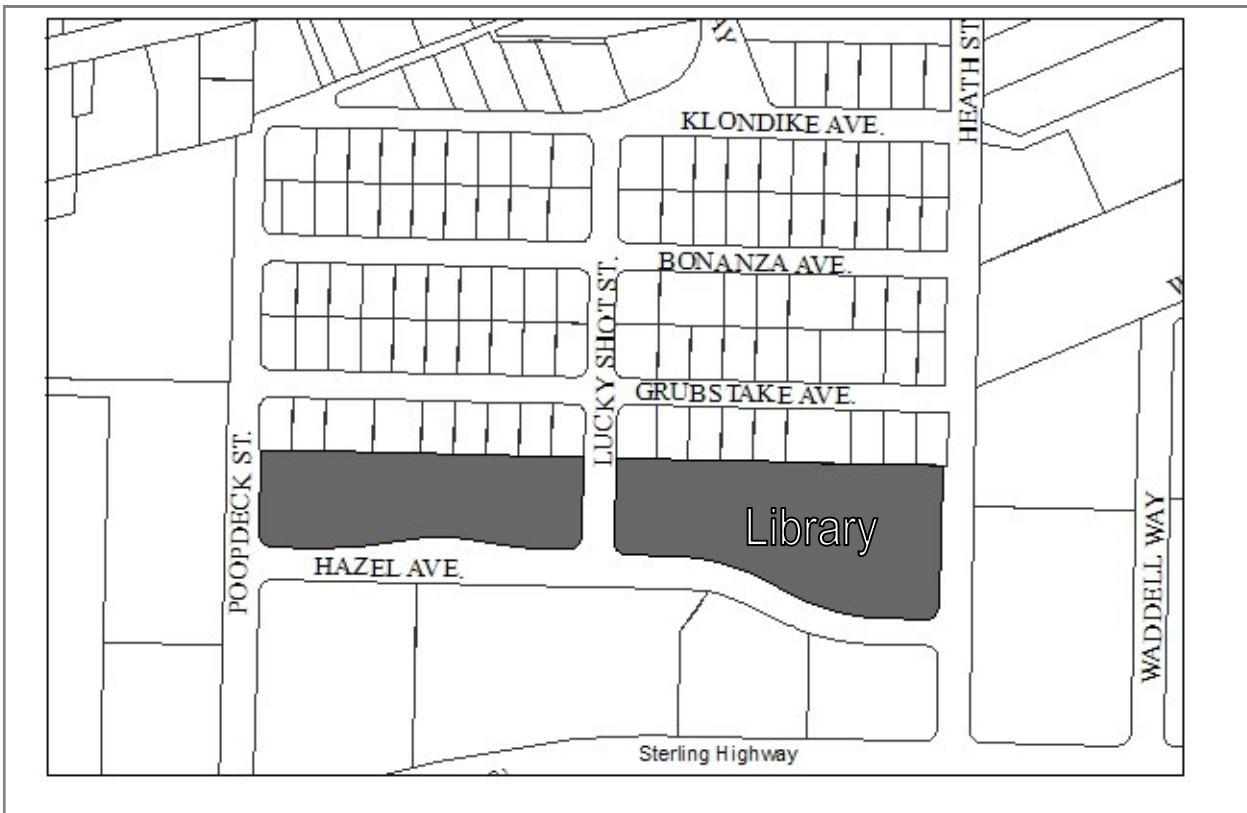 HEATH ST
KLONDIKE AVE.
BONANZA AVE.
LUCKY SHOT ST.
GRUBSTAKE AVE.
POOPDECK ST.
Library
HAZEL AVE.
WADDELL WAY
Sterling Highway